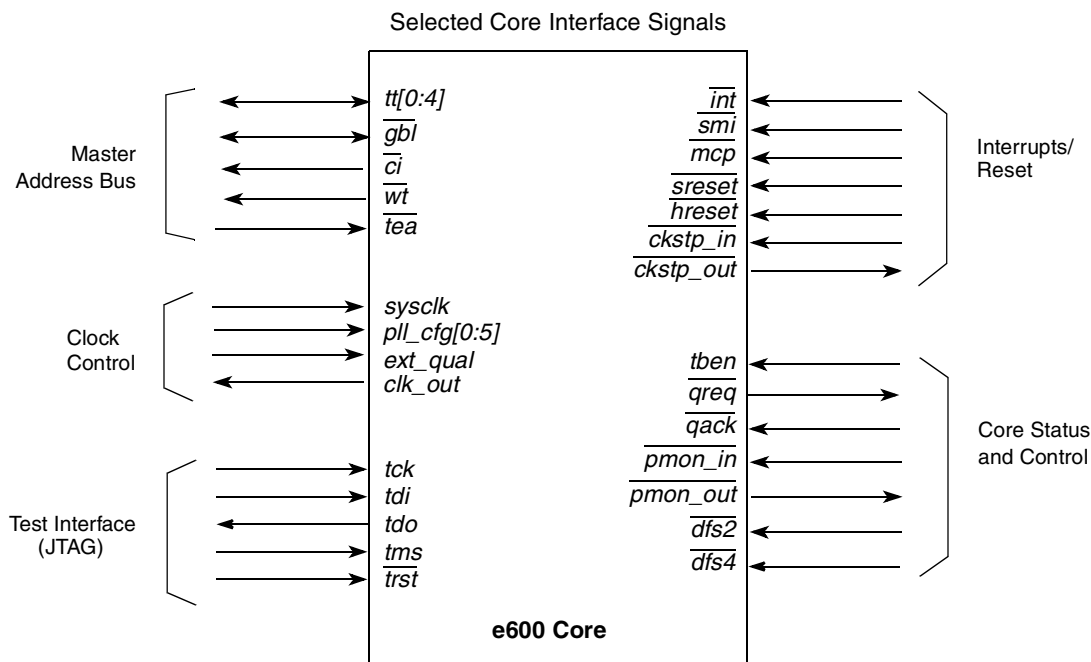 Selected Core Interface Signals
Master
Address Bus
tt[0:4]
gbl
ci
wt
tea
Clock
Control
sysclk
pll_cfg[0:5]
ext_qual
clk_out
Test Interface
(JTAG)
tck
tdi
tdo
tms
trst
int
smi
mcp
sreset
hreset
ckstp_in
ckstp_out
Interrupts/
Reset
tben
qreq
qack
pmon_in
pmon_out
dfs2
dfs4
Core Status
and Control
e600 Core